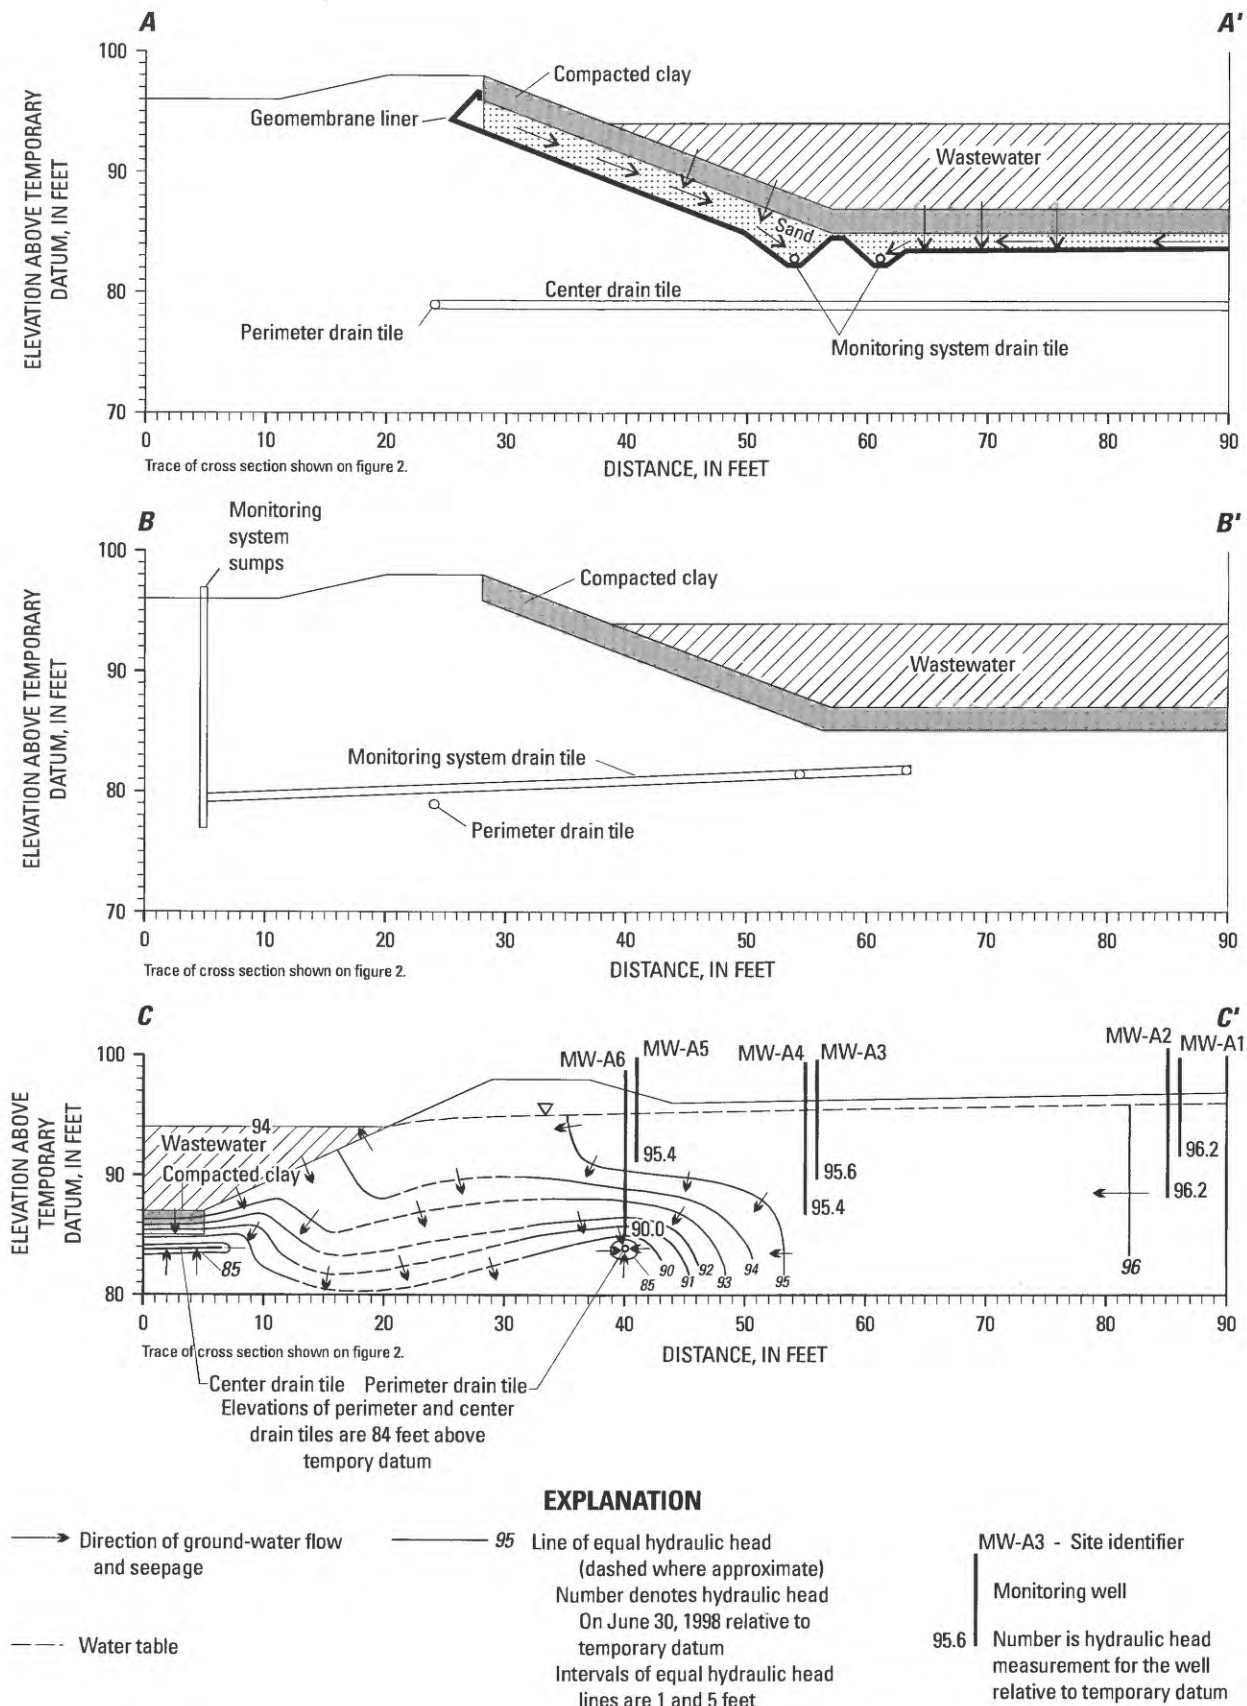 A A'
100
90
80
70
ELEVATION ABOVE TEMPORARY
DATUM, IN FEET
Compacted clay
Geomembrane liner
Wastewater
Sand
Center drain tile
Perimeter drain tile
Monitoring system drain tile
0 10 20 30 40 50 60 70 80 90
Trace of cross section shown on figure 2.
DISTANCE, IN FEET
B B'
Monitoring
system
sumps
100
90
80
70
ELEVATION ABOVE TEMPORARY
DATUM, IN FEET
Compacted clay
Wastewater
Monitoring system drain tile
Perimeter drain tile
0 10 20 30 40 50 60 70 80 90
Trace of cross section shown on figure 2.
DISTANCE, IN FEET
C C'
100
90
80
ELEVATION ABOVE
TEMPORARY
DATUM, IN FEET
MW-A6 MW-A5 MW-A4 MW-A3 MW-A2 MW-A1
94
Wastewater
Compacted clay
95.4
95.6
95.4
96.2
96.2
90.0
85
85 90 91 92 93 94 95
96
0 10 20 30 40 50 60 70 80 90
Trace of cross section shown on figure 2.
DISTANCE, IN FEET
Center drain tile Perimeter drain tile
Elevations of perimeter and center
drain tiles are 84 feet above
tempory datum
EXPLANATION
Direction of ground-water flow
and seepage
Water table
95 Line of equal hydraulic head
(dashed where approximate)
Number denotes hydraulic head
On June 30, 1998 relative to
temporary datum
Intervals of equal hydraulic head
lines are 1 and 5 feet
MW-A3 - Site identifier
Monitoring well
95.6 Number is hydraulic head
measurement for the well
relative to temporary datum